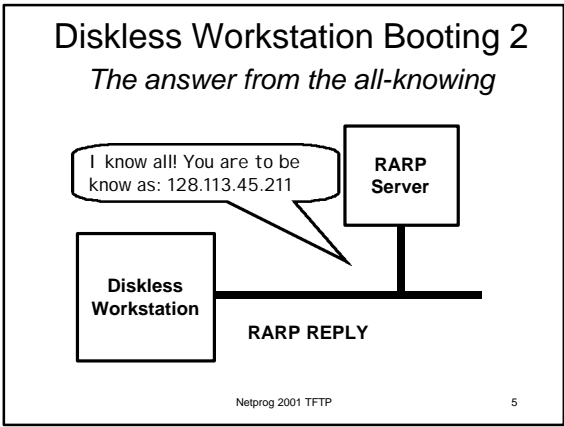 Diskless Workstation Booting 2
The answer from the all-knowing
I know all! You are to be
know as: 128.113.45.211
RARP
Server
Diskless
Workstation
RARP REPLY
Netprog 2001 TFTP
5